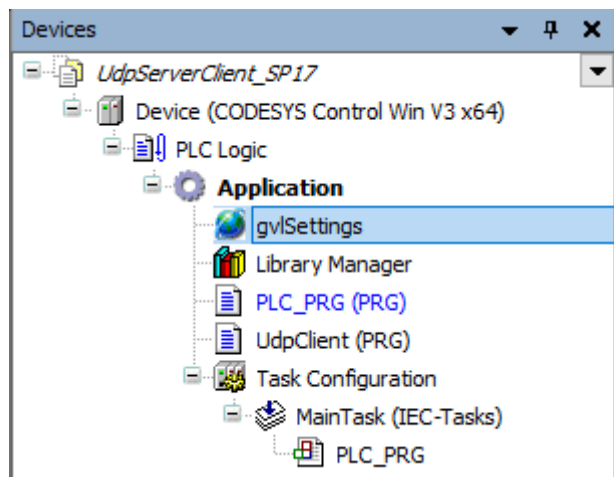 Devices
UdpServerClient_SP17
Device (CODESYS Control Win V3 x64)
PLC Logic
Application
gvlSettings
Library Manager
PLC_PRG (PRG)
UdpClient (PRG)
Task Configuration
MainTask (IEC-Tasks)
PLC_PRG